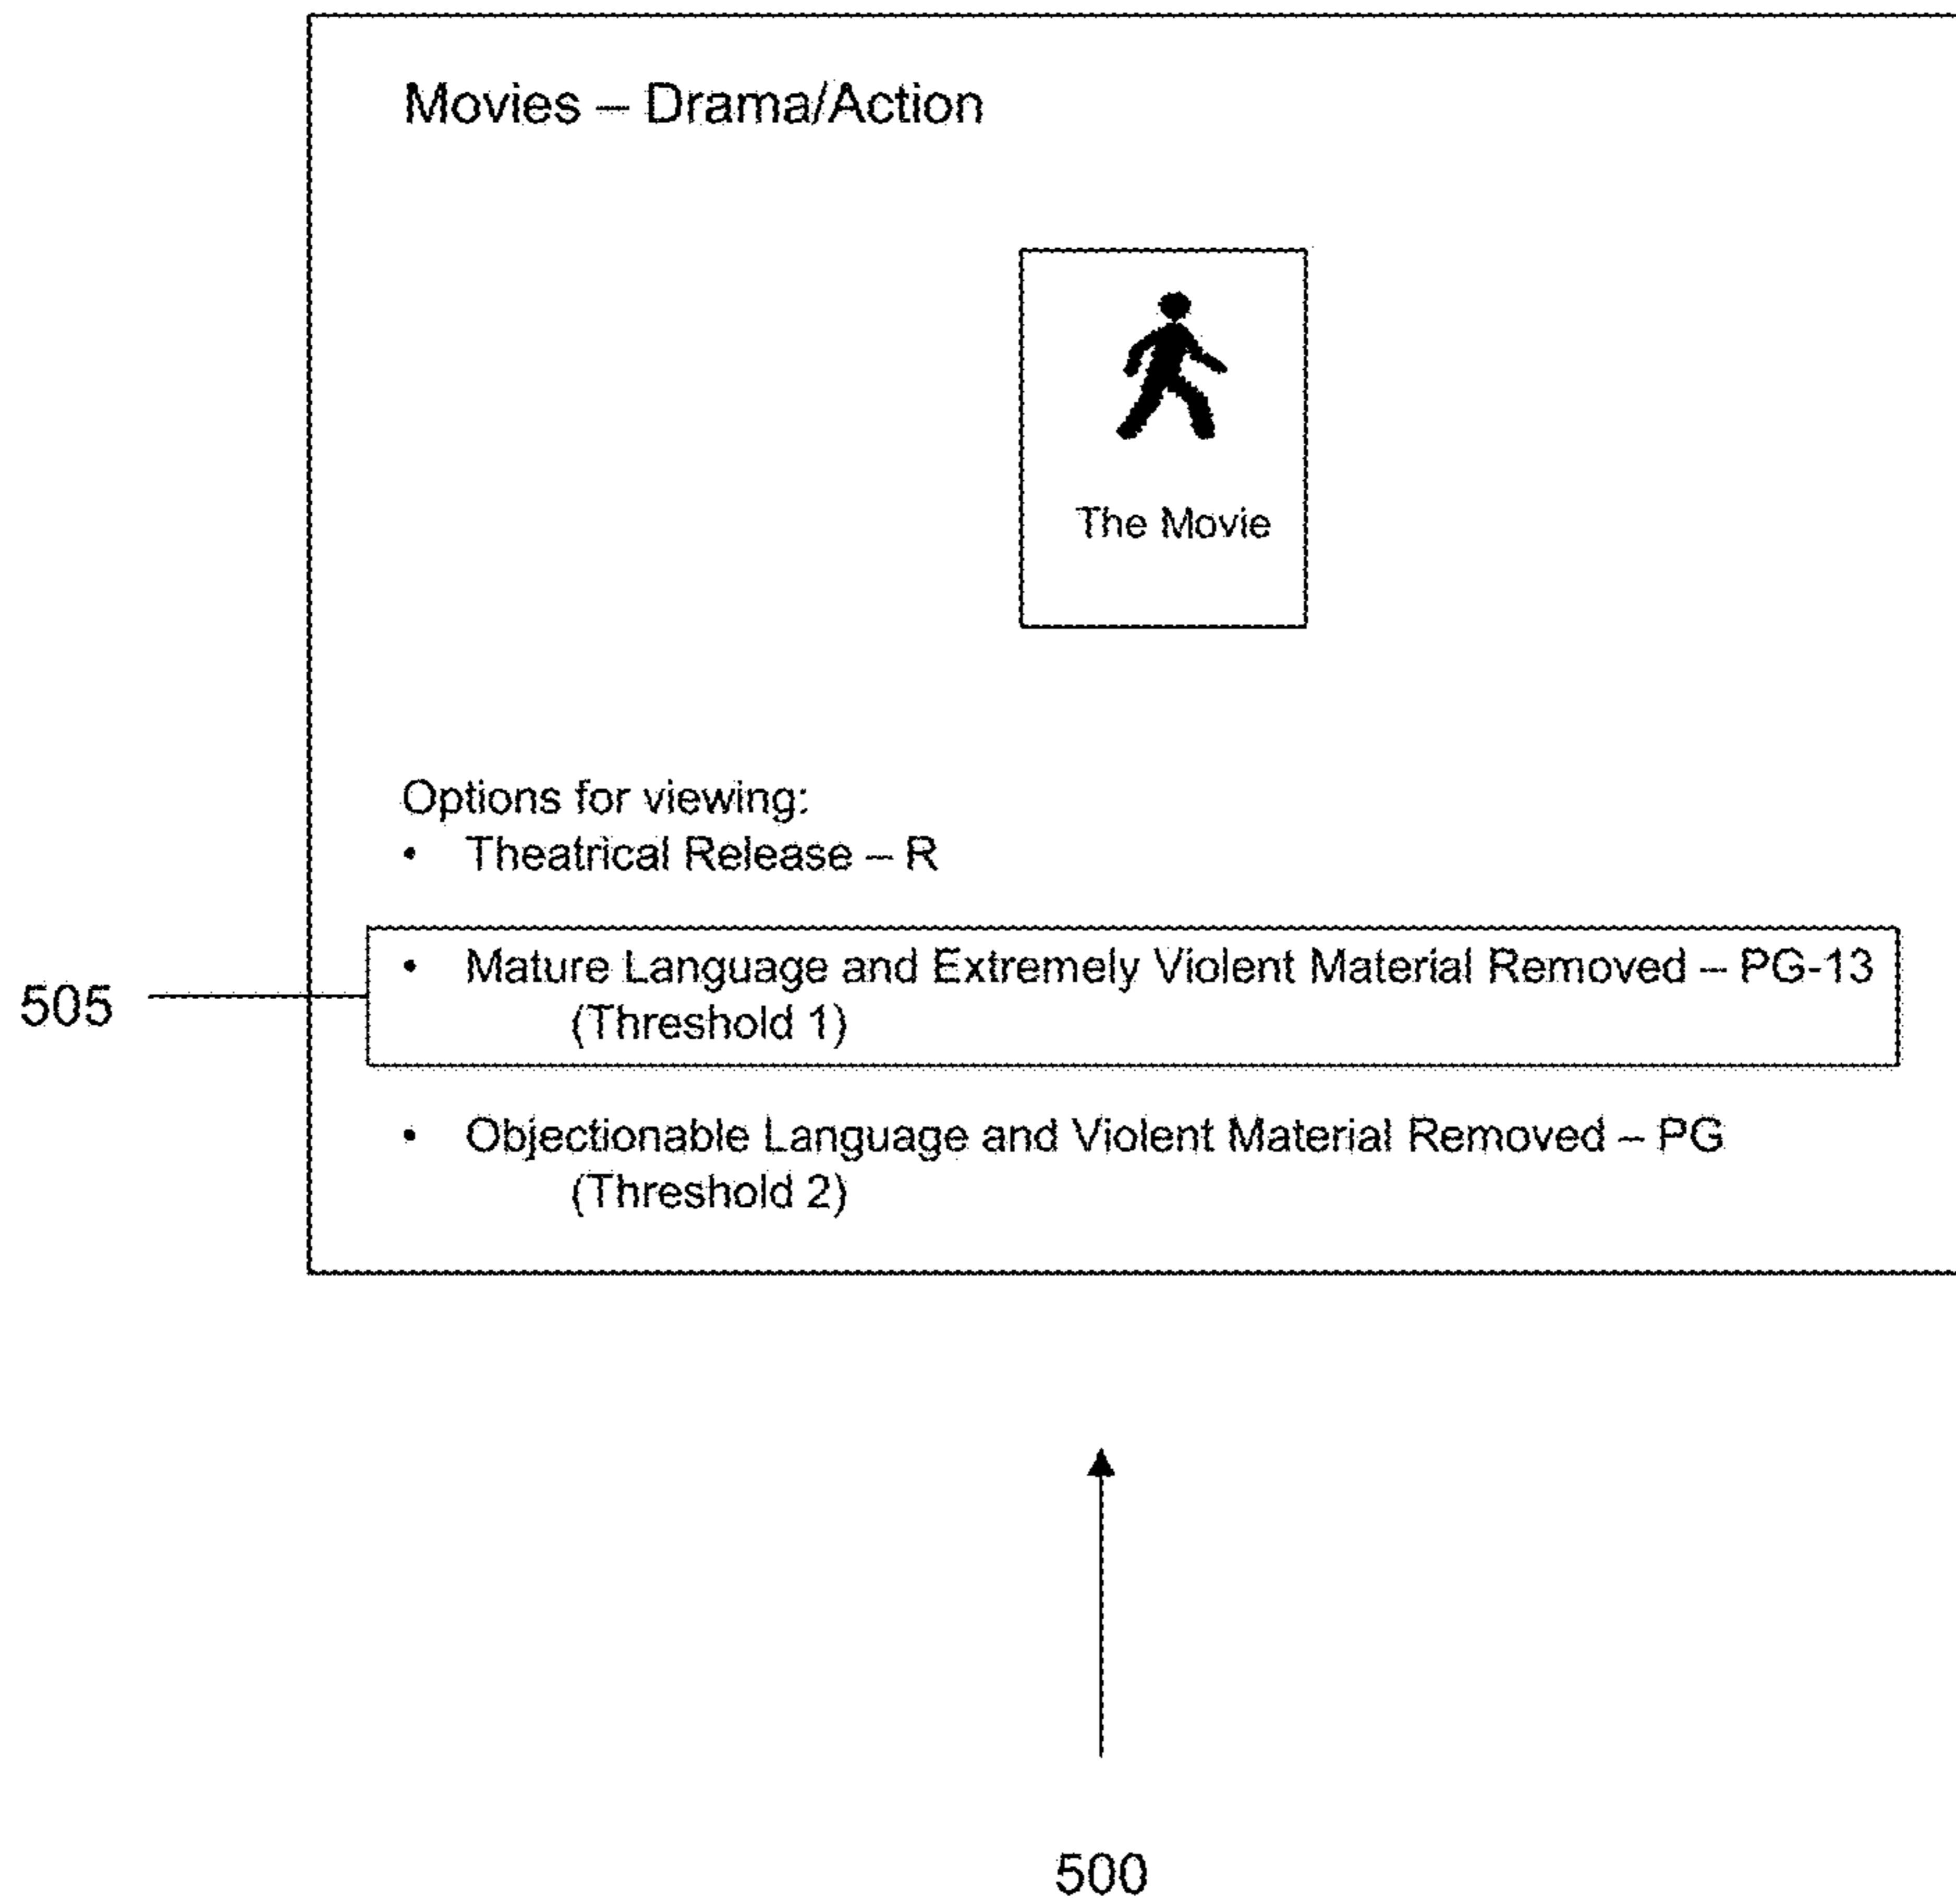 Movies – Drama/Action
The Movie
Options for viewing:
• Theatrical Release – R
• Mature Language and Extremely Violent Material Removed – PG-13
(Threshold 1)
505
• Objectionable Language and Violent Material Removed – PG
(Threshold 2)
500